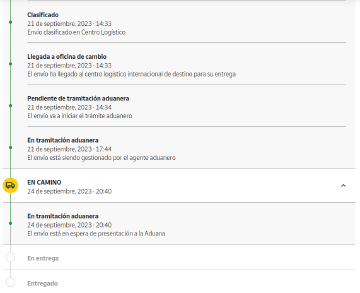 Clasificado
21 de septiembre, 2023 · 14:33
Envío clasificado en Centro Logístico
Llegada a oficina de cambio
21 de septiembre, 2023 · 14:33
El envío ha llegado al centro logístico internacional de destino para su entrega
Pendiente de tramitación aduanera
21 de septiembre, 2023 · 14:34
El envío va a iniciar el trámite aduanero
En tramitación aduanera
21 de septiembre, 2023 · 17:44
El envío está siendo gestionado por el agente aduanero
EN CAMINO
24 de septiembre, 2023 · 20:40
En tramitación aduanera
24 de septiembre, 2023 · 20:40
El envío está en espera de presentación a la Aduana
En entrega
Entregado